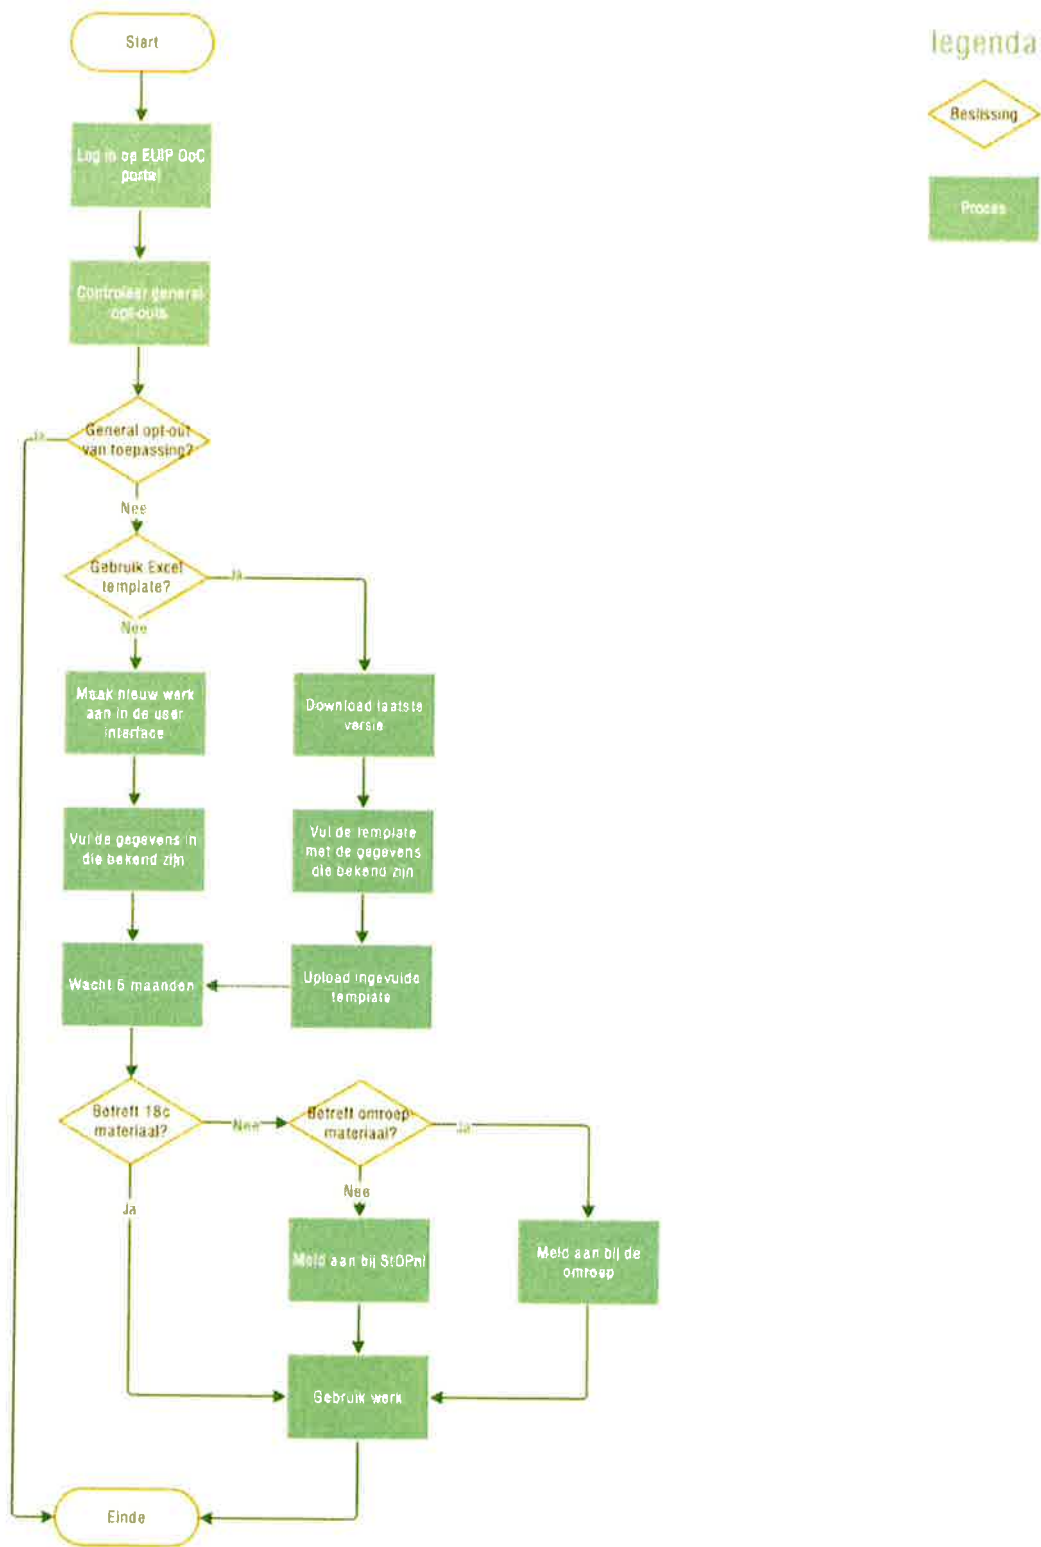 Start
legenda
Beslissing
Proces
Log in op EUIP OoC
portal
Controleer general
opt-outs
General opt-out
van toepassing?
Ja
Nee
Gebruik Excel
template?
Ja
Nee
Maak nieuw werk
aan in de user
interface
Download laatste
versie
Vul de gegevens in
die bekend zijn
Vul de template
met de gegevens
die bekend zijn
Wacht 6 maanden
Upload ingevulde
template
Betreft 18c
materiaal?
Nee
Betreft omroep-
materiaal?
Ja
Ja
Nee
Meld aan bij StOPnl
Meld aan bij de
omroep
Gebruik werk
Einde